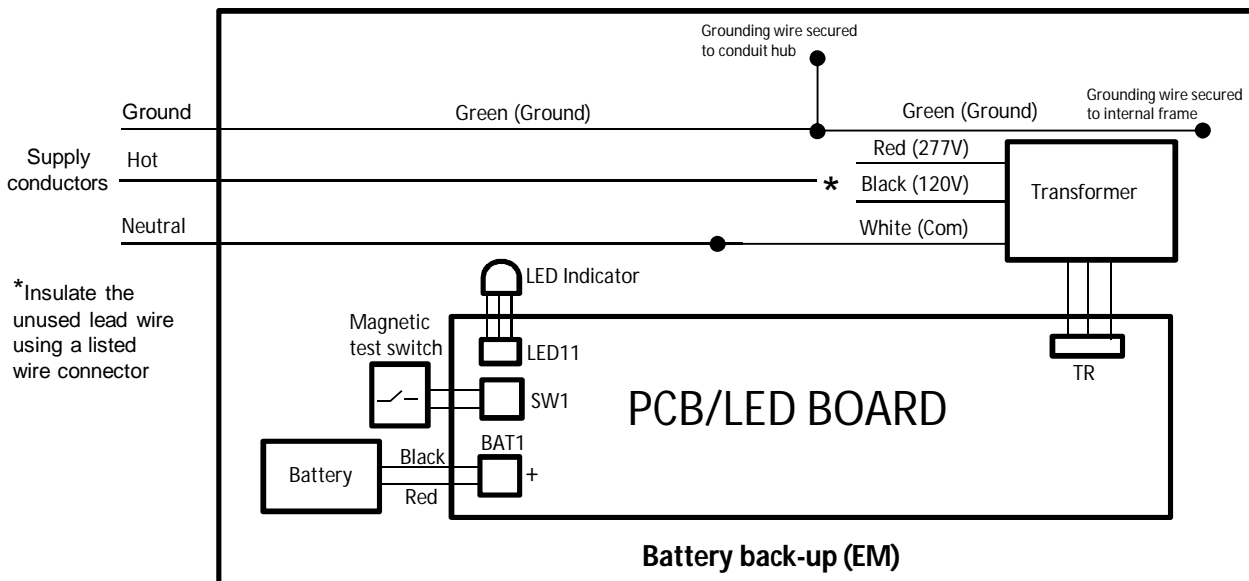 Grounding wire secured
to conduit hub
Ground
Green (Ground)
Green (Ground)
Grounding wire secured
to internal frame
Supply
conductors
Hot
*
Red (277V)
Black (120V)
White (Com)
Transformer
Neutral
*Insulate the
unused lead wire
using a listed
wire connector
LED Indicator
Magnetic
test switch
LED11
SW1
TR
PCB/LED BOARD
BAT1
+
Battery
Black
Red
Battery back-up (EM)